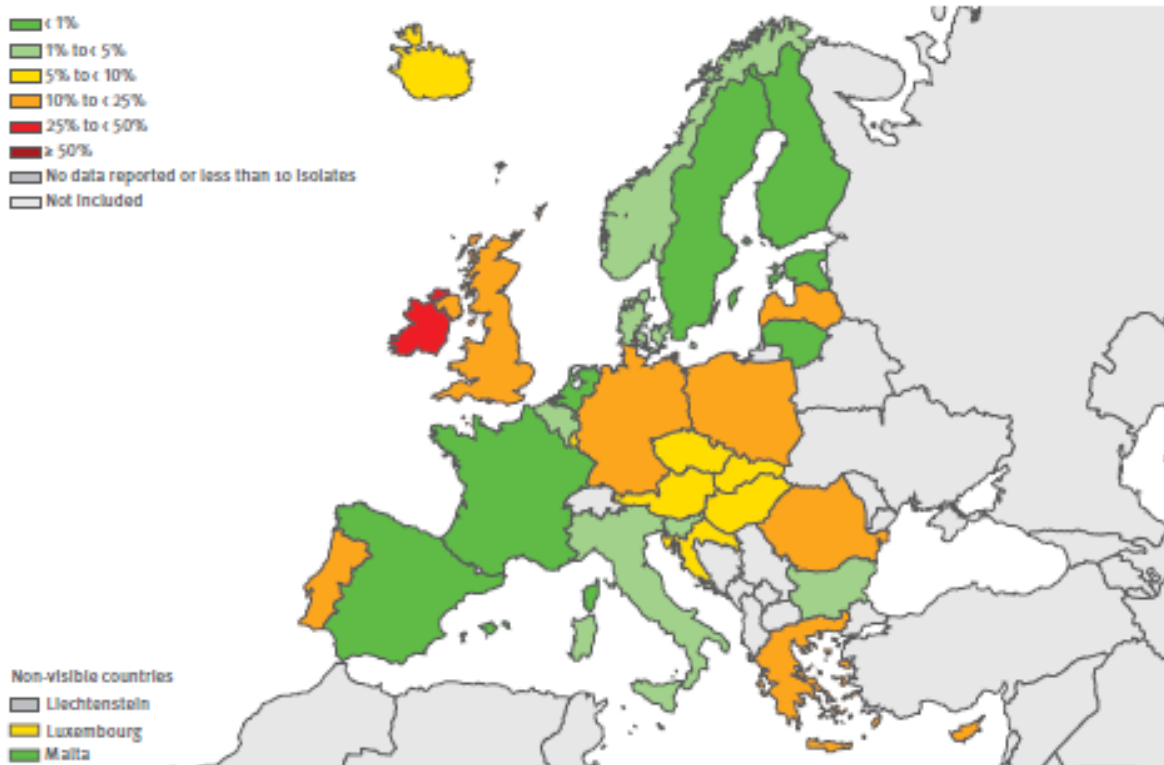 < 1%
1% to < 5%
5% to < 10%
10% to < 25%
25% to < 50%
≥ 50%
No data reported or less than 10 isolates
Not included
Non-visible countries
Liechtenstein
Luxembourg
Malta